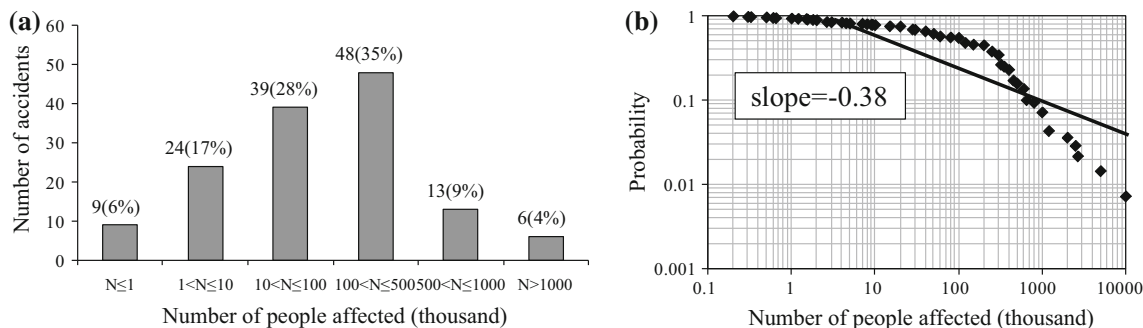 (a)
60
50
40
30
20
10
0
Number of accidents
9(6%)
24(17%)
39(28%)
48(35%)
13(9%)
6(4%)
N≤1
1<N≤10
10<N≤100
100<N≤500
500<N≤1000
N>1000
Number of people affected (thousand)
(b)
1
0.1
0.01
0.001
Probability
slope=-0.38
0.1
1
10
100
1000
10000
Number of people affected (thousand)